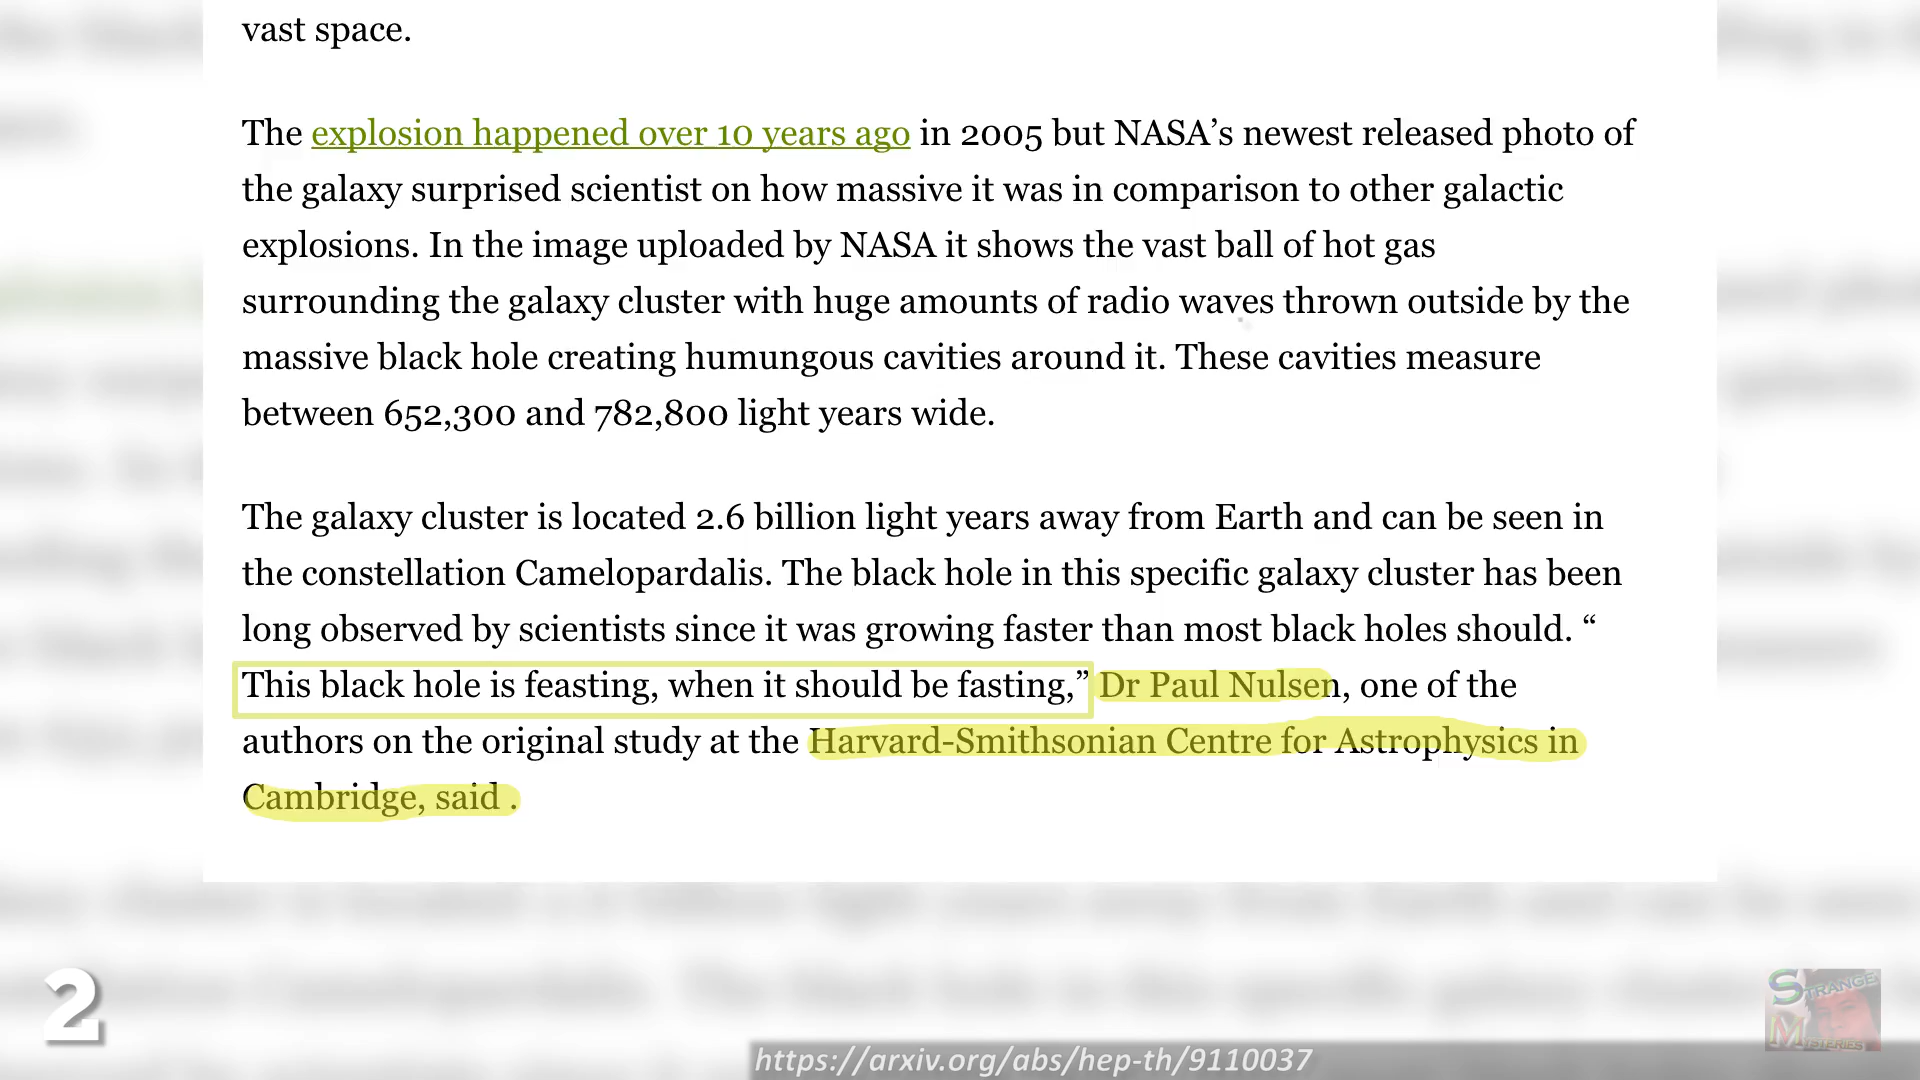 vast space.
The explosion happened over 10 years ago in 2005 but NASA’s newest released photo of
the galaxy surprised scientist on how massive it was in comparison to other galactic
explosions. In the image uploaded by NASA it shows the vast ball of hot gas
surrounding the galaxy cluster with huge amounts of radio waves thrown outside by the
massive black hole creating humungous cavities around it. These cavities measure
between 652,300 and 782,800 light years wide.
The galaxy cluster is located 2.6 billion light years away from Earth and can be seen in
the constellation Camelopardalis. The black hole in this specific galaxy cluster has been
long observed by scientists since it was growing faster than most black holes should. “
This black hole is feasting, when it should be fasting,” Dr Paul Nulsen, one of the
authors on the original study at the Harvard-Smithsonian Centre for Astrophysics in
Cambridge, said .
2
STRANGE
MYSTERIES
https://arxiv.org/abs/hep-th/9110037